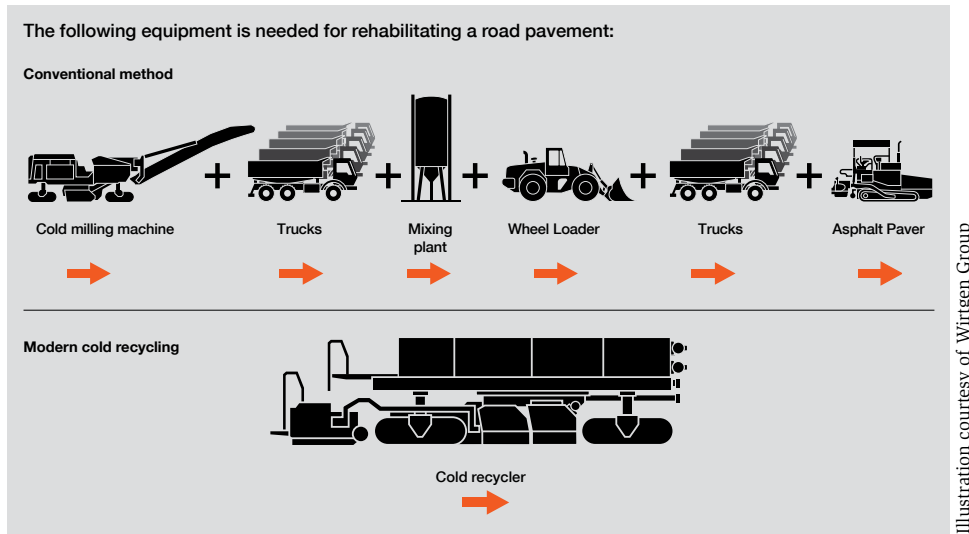 The following equipment is needed for rehabilitating a road pavement:
Conventional method
Cold milling machine
Trucks
Mixing
plant
Wheel Loader
Trucks
Asphalt Paver
Modern cold recycling
Cold recycler
Illustration courtesy of Wirtgen Group